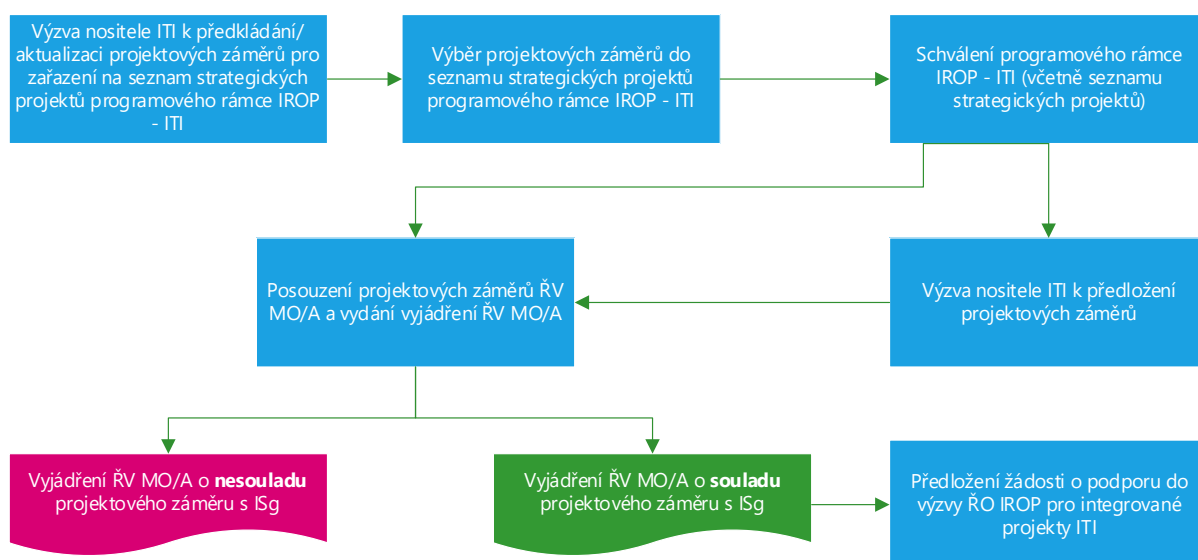 Výzva nositele ITI k předkládání/
aktualizaci projektových záměrů pro
zařazení na seznam strategických
projektů programového rámce IROP
- ITI
Výběr projektových záměrů do
seznamu strategických projektů
programového rámce IROP - ITI
Schválení programového rámce
IROP - ITI (včetně seznamu
strategických projektů)
Posouzení projektových záměrů ŘV
MO/A a vydání vyjádření ŘV MO/A
Výzva nositele ITI k předložení
projektových záměrů
Vyjádření ŘV MO/A o nesouladu
projektového záměru s ISg
Vyjádření ŘV MO/A o souladu
projektového záměru s ISg
Předložení žádosti o podporu do
výzvy ŘO IROP pro integrované
projekty ITI